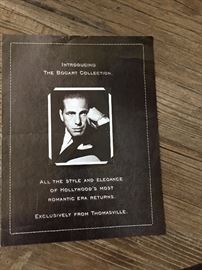 INTRODUCING
THE BOGART COLLECTION.
ALL THE STYLE AND ELEGANCE
OF HOLLYWOOD'S MOST
ROMANTIC ERA RETURNS.
EXCLUSIVELY FROM THOMASVILLE.